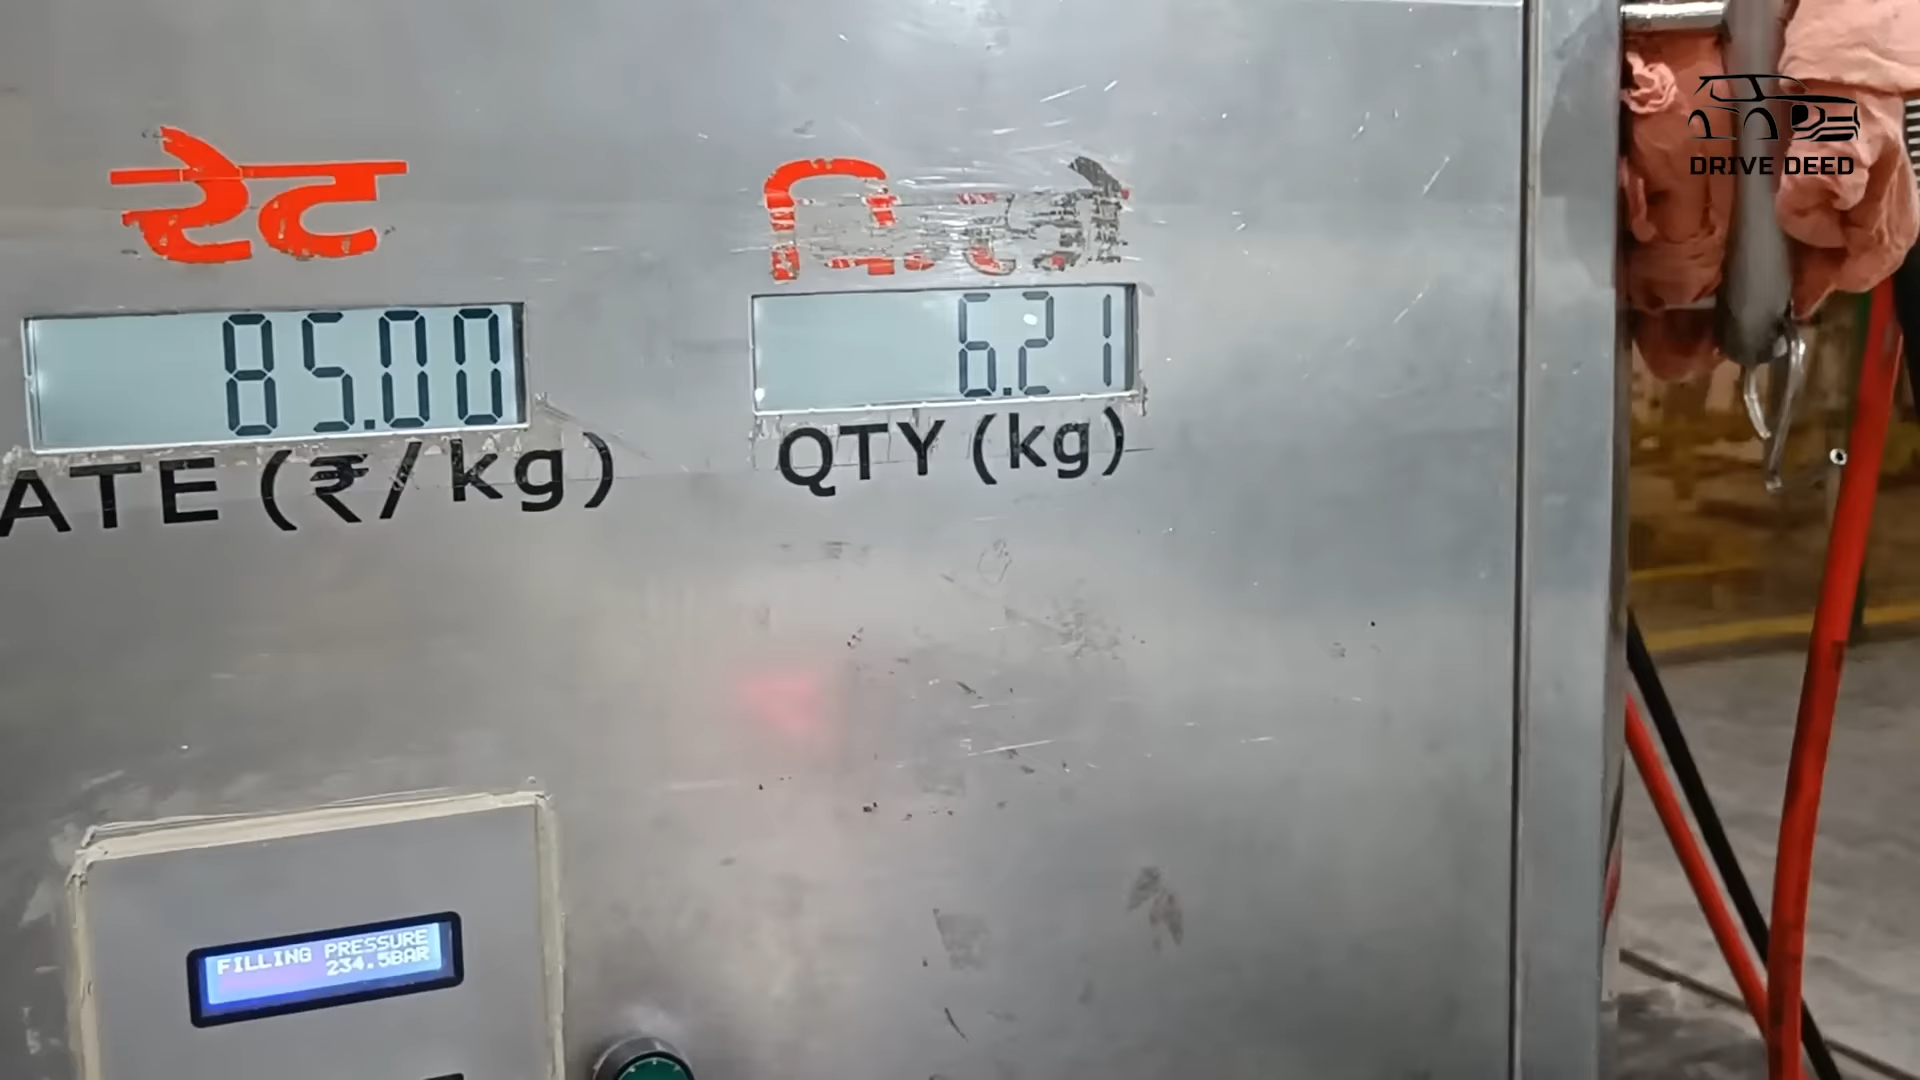 रेट
85.00
ATE (₹/kg)
6.21
QTY (kg)
FILLING PRESSURE
234.5BAR
DRIVE DEED